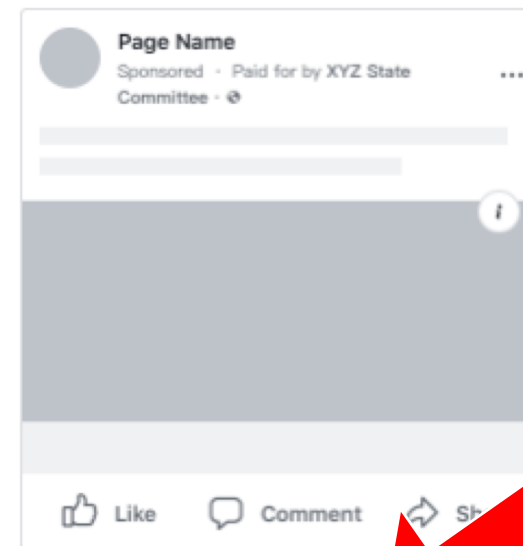 Page Name
Sponsored · Paid for by XYZ State
Committee ·
i
Like Comment